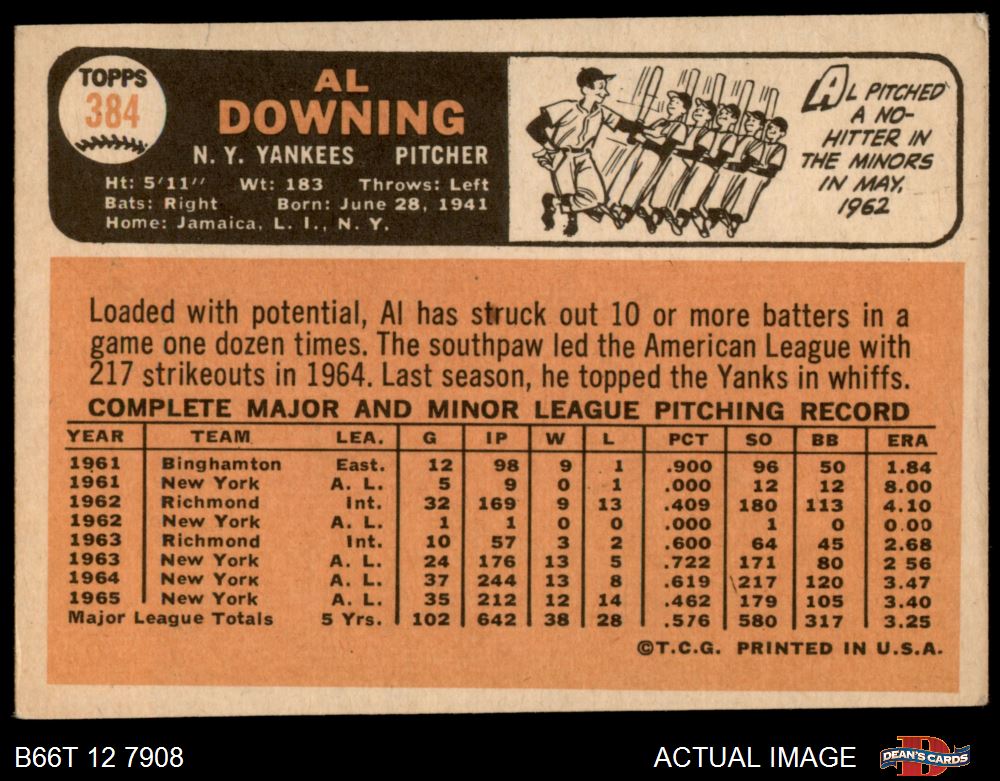 TOPPS
384
AL
DOWNING
N. Y. YANKEES PITCHER
Ht: 5'11" Wt: 183 Throws: Left
Bats: Right Born: June 28, 1941
Home: Jamaica, L. I., N. Y.
AL PITCHED
A NO-
HITTER IN
THE MINORS
IN MAY,
1962
Loaded with potential, Al has struck out 10 or more batters in a
game one dozen times. The southpaw led the American League with
217 strikeouts in 1964. Last season, he topped the Yanks in whiffs.
COMPLETE MAJOR AND MINOR LEAGUE PITCHING RECORD
YEAR TEAM LEA. G IP W L PCT SO BB ERA
1961 Binghamton East. 12 98 9 1 .900 96 50 1.84
1961 New York A. L. 5 9 0 1 .000 12 12 8.00
1962 Richmond Int. 32 169 9 13 .409 180 113 4.10
1962 New York A. L. 1 1 0 0 .000 1 0 0.00
1963 Richmond Int. 10 57 3 2 .600 64 45 2.68
1963 New York A. L. 24 176 13 5 .722 171 80 2 56
1964 New York A. L. 37 244 13 8 .619 217 120 3.47
1965 New York A. L. 35 212 12 14 .462 179 105 3.40
Major League Totals 5 Yrs. 102 642 38 28 .576 580 317 3.25
©T.C.G. PRINTED IN U.S.A.
B66T 12 7908
ACTUAL IMAGE
DEAN'S CARDS